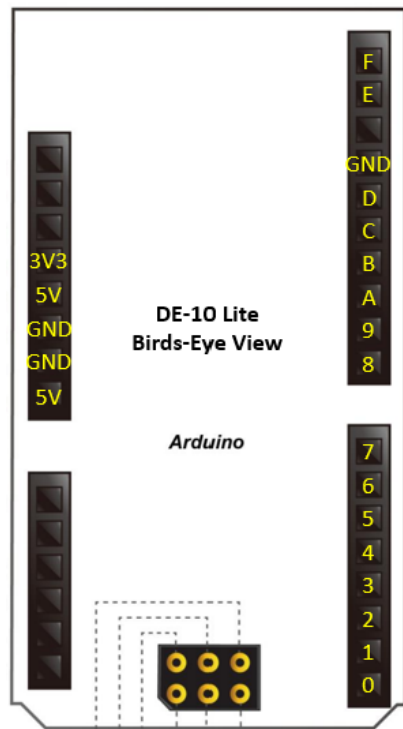 F
E
GND
D
C
B
A
9
8
3V3
5V
GND
GND
5V
DE-10 Lite
Birds-Eye View
Arduino
7
6
5
4
3
2
1
0